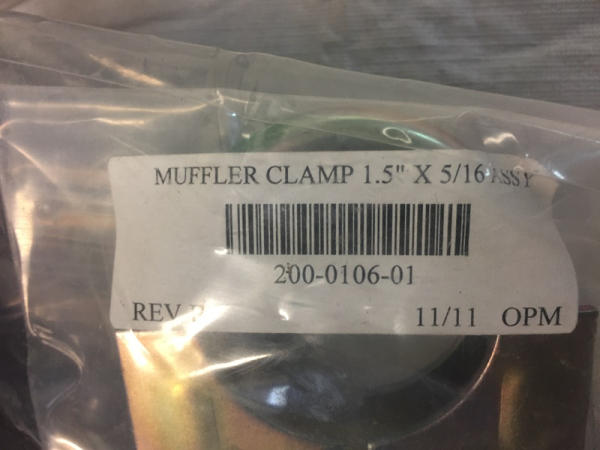 MUFFLER CLAMP 1.5" X 5/16 ASSY
200-0106-01
REV
11/11 OPM